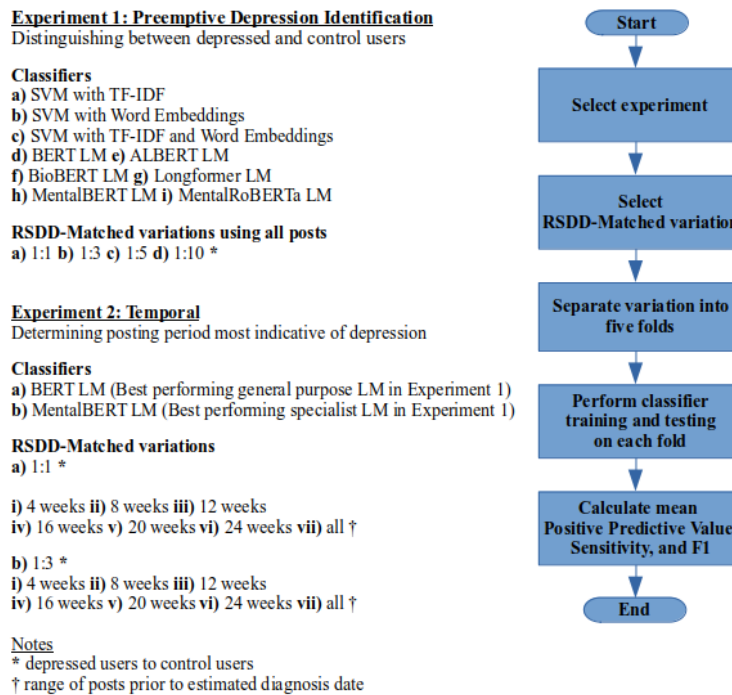 Experiment 1: Preemptive Depression Identification
Distinguishing between depressed and control users
Classifiers
a) SVM with TF-IDF
b) SVM with Word Embeddings
c) SVM with TF-IDF and Word Embeddings
d) BERT LM e) ALBERT LM
f) BioBERT LM g) Longformer LM
h) MentalBERT LM i) MentalRoBERTa LM
RSDD-Matched variations using all posts
a) 1:1 b) 1:3 c) 1:5 d) 1:10 *
Experiment 2: Temporal
Determining posting period most indicative of depression
Classifiers
a) BERT LM (Best performing general purpose LM in Experiment 1)
b) MentalBERT LM (Best performing specialist LM in Experiment 1)
RSDD-Matched variations
a) 1:1 *
i) 4 weeks ii) 8 weeks iii) 12 weeks
iv) 16 weeks v) 20 weeks vi) 24 weeks vii) all †
b) 1:3 *
i) 4 weeks ii) 8 weeks iii) 12 weeks
iv) 16 weeks v) 20 weeks vi) 24 weeks vii) all †
Notes
* depressed users to control users
† range of posts prior to estimated diagnosis date
Start
Select experiment
Select
RSDD-Matched variation
Separate variation into
five folds
Perform classifier
training and testing
on each fold
Calculate mean
Positive Predictive Value
Sensitivity, and F1
End